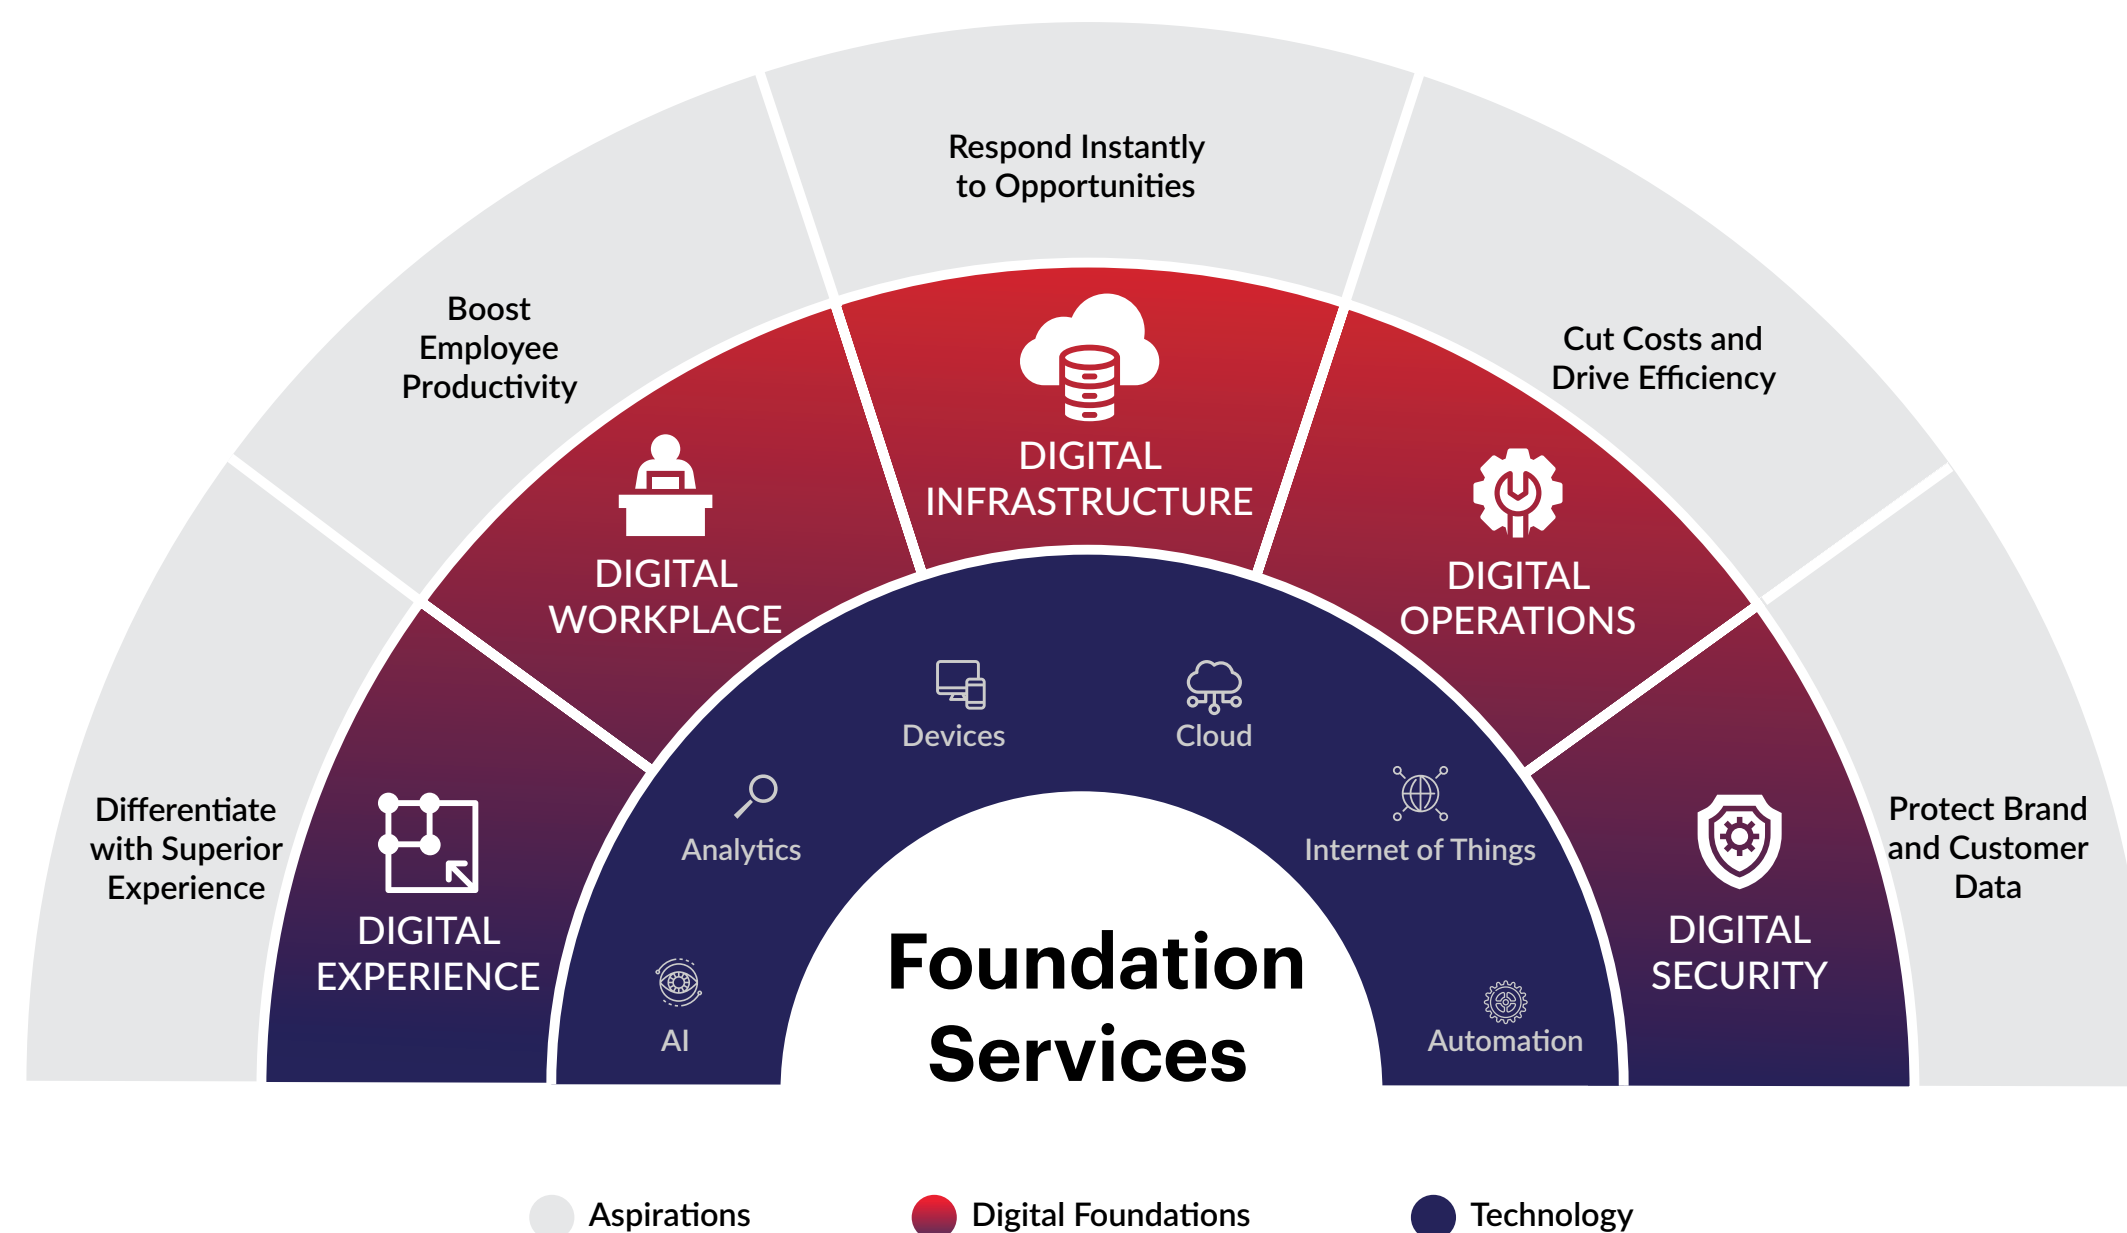 Respond Instantly
to Opportunities
Boost
Employee
Productivity
Cut Costs and
Drive Efficiency
Differentiate
with Superior
Experience
Protect Brand
and Customer
Data
DIGITAL
INFRASTRUCTURE
DIGITAL
WORKPLACE
DIGITAL
OPERATIONS
DIGITAL
EXPERIENCE
DIGITAL
SECURITY
Devices
Cloud
Analytics
Internet of Things
AI
Automation
Foundation
Services
Aspirations
Digital Foundations
Technology